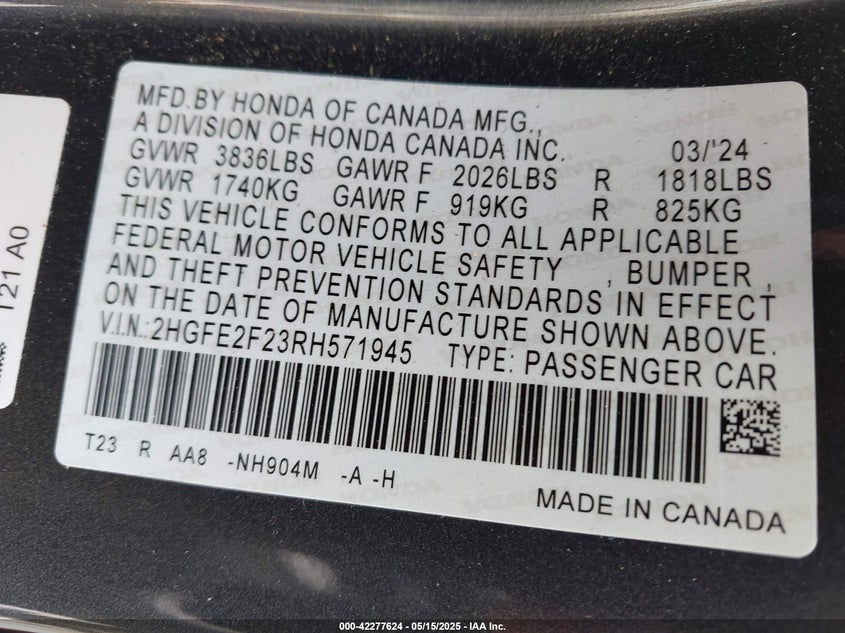 MFD.BY HONDA OF CANADA MFG.,
A DIVISION OF HONDA CANADA INC. 03/'24
GVWR 3836LBS GAWR F 2026LBS R 1818LBS
GVWR 1740KG GAWR F 919KG R 825KG
THIS VEHICLE CONFORMS TO ALL APPLICABLE
FEDERAL MOTOR VEHICLE SAFETY , BUMPER ,
AND THEFT PREVENTION STANDARDS IN EFFECT
ON THE DATE OF MANUFACTURE SHOWN ABOVE.
V.I.N.:2HGFE2F23RH571945 TYPE: PASSENGER CAR
T23 R AA8 -NH904M -A -H
MADE IN CANADA
T21 A0
000-42277624 - 05/15/2025 - IAA Inc.